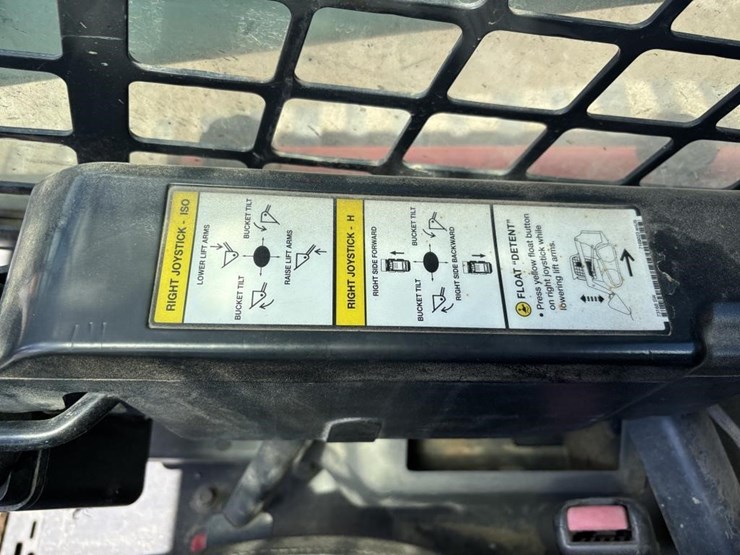 RIGHT JOYSTICK - ISO
LOWER LIFT ARMS
BUCKET TILT
BUCKET TILT
RAISE LIFT ARMS
RIGHT JOYSTICK - H
RIGHT SIDE FORWARD
BUCKET TILT
BUCKET TILT
RIGHT SIDE BACKWARD
FLOAT "DETENT"
• Press yellow float button
on right joystick while
lowering lift arms.